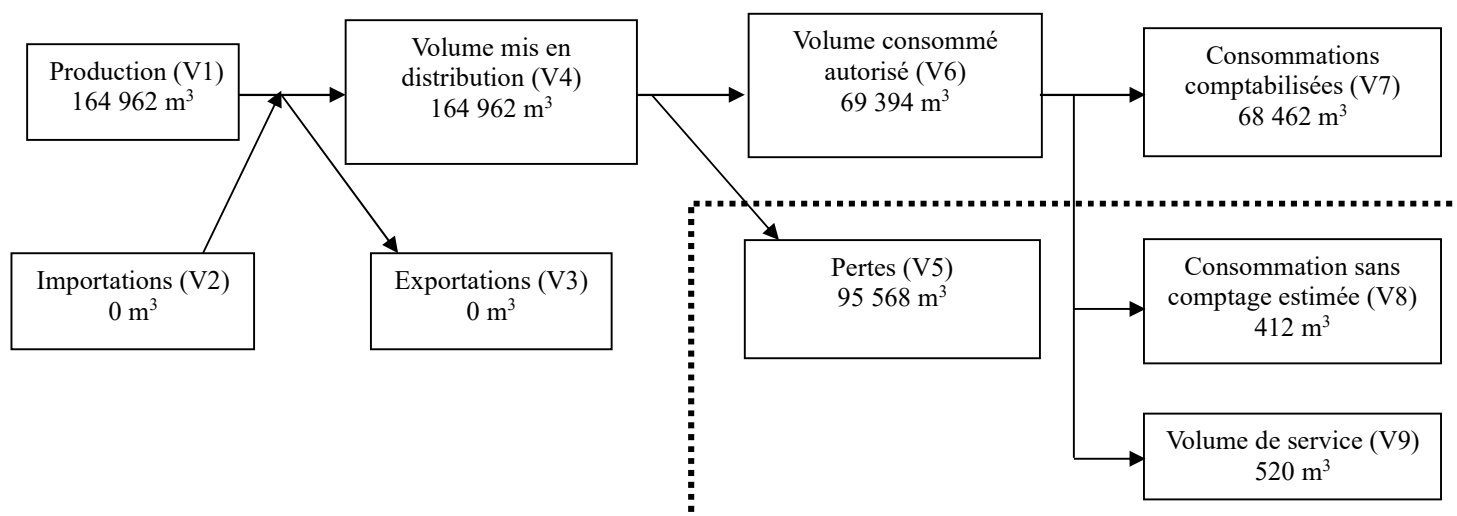 Production (V1)
164 962 m³
Volume mis en
distribution (V4)
164 962 m³
Volume consommé
autorisé (V6)
69 394 m³
Consommations
comptabilisées (V7)
68 462 m³
Importations (V2)
0 m³
Exportations (V3)
0 m³
Pertes (V5)
95 568 m³
Consommation sans
comptage estimée (V8)
412 m³
Volume de service (V9)
520 m³